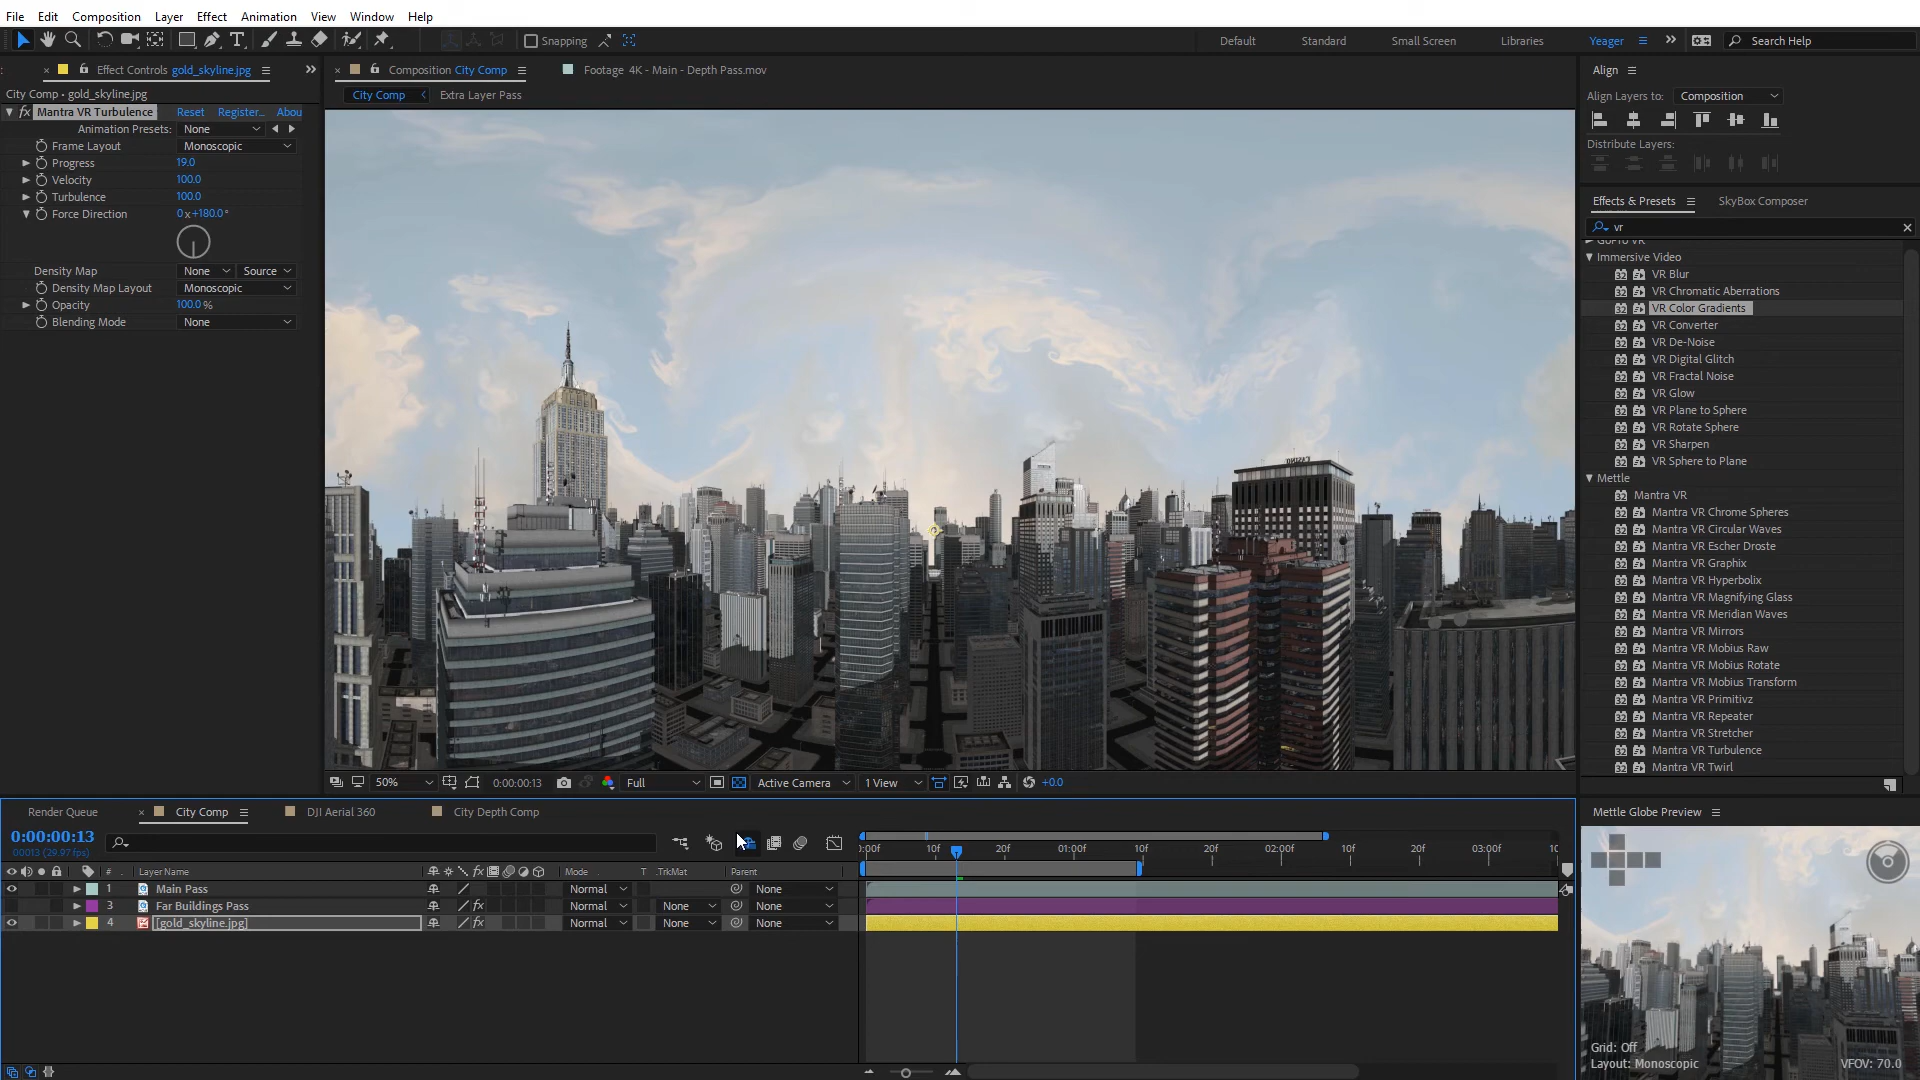 File Edit Composition Layer Effect Animation View Window Help
Snapping
Default Standard Small Screen Libraries Yeager Search Help
Effect Controls gold_skyline.jpg
Composition City Comp
Footage 4K - Main - Depth Pass.mov
Align
City Comp • gold_skyline.jpg
City Comp Extra Layer Pass
Align Layers to: Composition
fx Mantra VR Turbulence Reset Register... Abou
Animation Presets: None
Frame Layout Monoscopic
Progress 19.0
Velocity 100.0
Turbulence 100.0
Force Direction 0x+180.0°
Density Map None Source
Density Map Layout Monoscopic
Opacity 100.0 %
Blending Mode None
Distribute Layers:
Effects & Presets SkyBox Composer
vr
GoPro VR
Immersive Video
VR Blur
VR Chromatic Aberrations
VR Color Gradients
VR Converter
VR De-Noise
VR Digital Glitch
VR Fractal Noise
VR Glow
VR Plane to Sphere
VR Rotate Sphere
VR Sharpen
VR Sphere to Plane
Mettle
Mantra VR
Mantra VR Chrome Spheres
Mantra VR Circular Waves
Mantra VR Escher Droste
Mantra VR Graphix
Mantra VR Hyperbolix
Mantra VR Magnifying Glass
Mantra VR Meridian Waves
Mantra VR Mirrors
Mantra VR Mobius Raw
Mantra VR Mobius Rotate
Mantra VR Mobius Transform
Mantra VR Primitivz
Mantra VR Repeater
Mantra VR Stretcher
Mantra VR Turbulence
Mantra VR Twirl
50% 0:00:00:13 Full Active Camera 1 View +0.0
Render Queue City Comp DJI Aerial 360 City Depth Comp
Mettle Globe Preview
0:00:00:13
00013 (29.97 fps)
:00f 10f 20f 01:00f 10f 20f 02:00f 10f 20f 03:00f 10
# Layer Name fx Mode T .TrkMat Parent
1 Main Pass Normal None
3 Far Buildings Pass fx Normal None None
4 [gold_skyline.jpg] fx Normal None None
Grid: Off
Layout: Monoscopic VFOV: 70.0